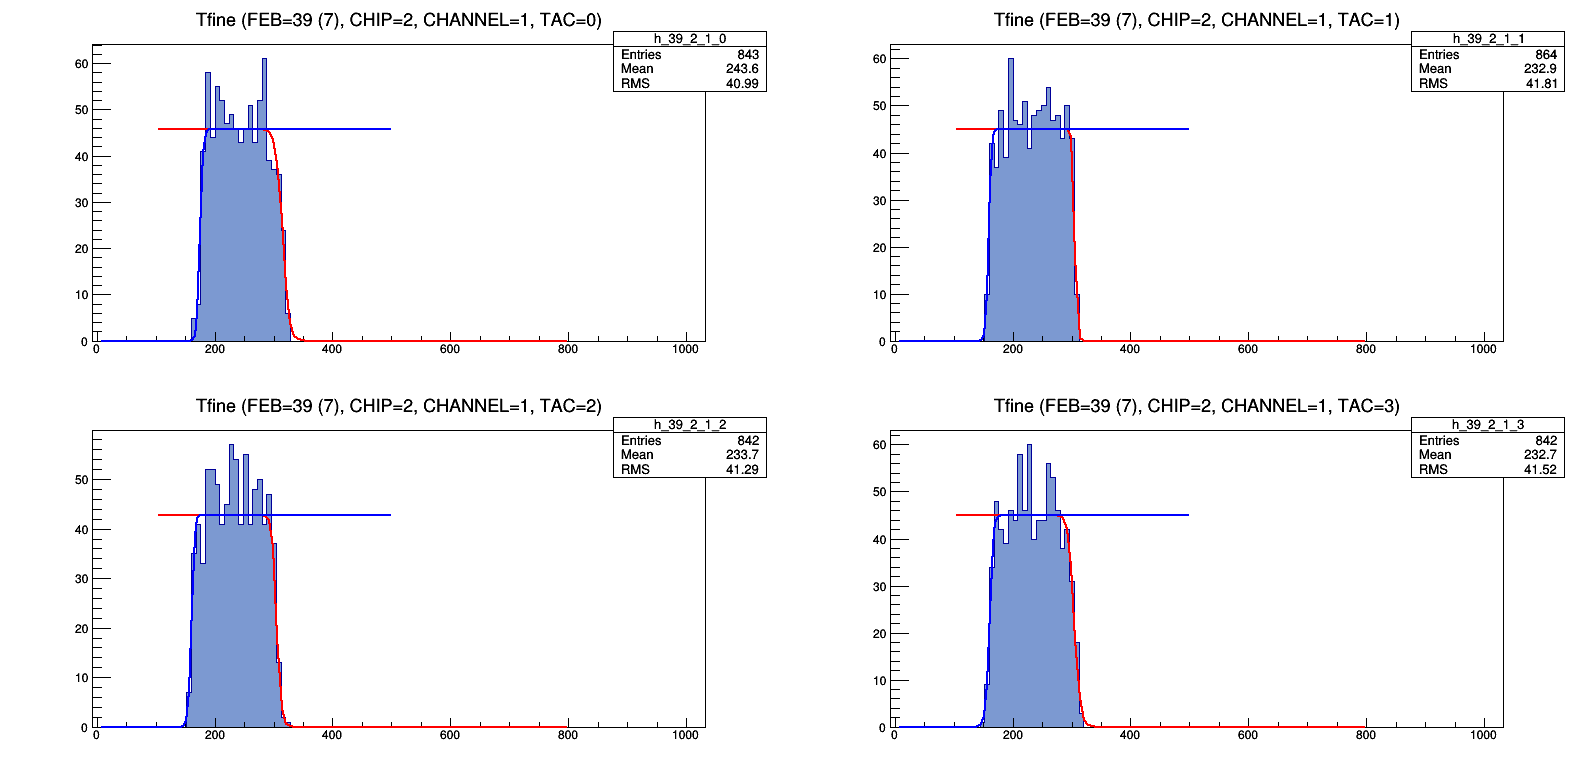 Tfine (FEB=39 (7), CHIP=2, CHANNEL=1, TAC=0)
h_39_2_1_0
Entries 843
Mean 243.6
RMS 40.99
60
50
40
30
20
10
0
0 200 400 600 800 1000
Tfine (FEB=39 (7), CHIP=2, CHANNEL=1, TAC=1)
h_39_2_1_1
Entries 864
Mean 232.9
RMS 41.81
60
50
40
30
20
10
0
0 200 400 600 800 1000
Tfine (FEB=39 (7), CHIP=2, CHANNEL=1, TAC=2)
h_39_2_1_2
Entries 842
Mean 233.7
RMS 41.29
50
40
30
20
10
0
0 200 400 600 800 1000
Tfine (FEB=39 (7), CHIP=2, CHANNEL=1, TAC=3)
h_39_2_1_3
Entries 842
Mean 232.7
RMS 41.52
60
50
40
30
20
10
0
0 200 400 600 800 1000